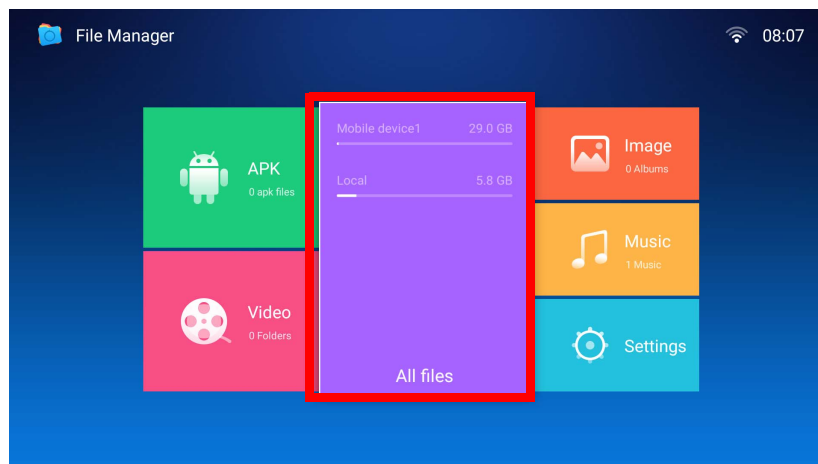 File Manager
08:07
APK
0 apk files
Video
0 Folders
Mobile device1 29.0 GB
Local 5.8 GB
All files
Image
0 Albums
Music
1 Music
Settings